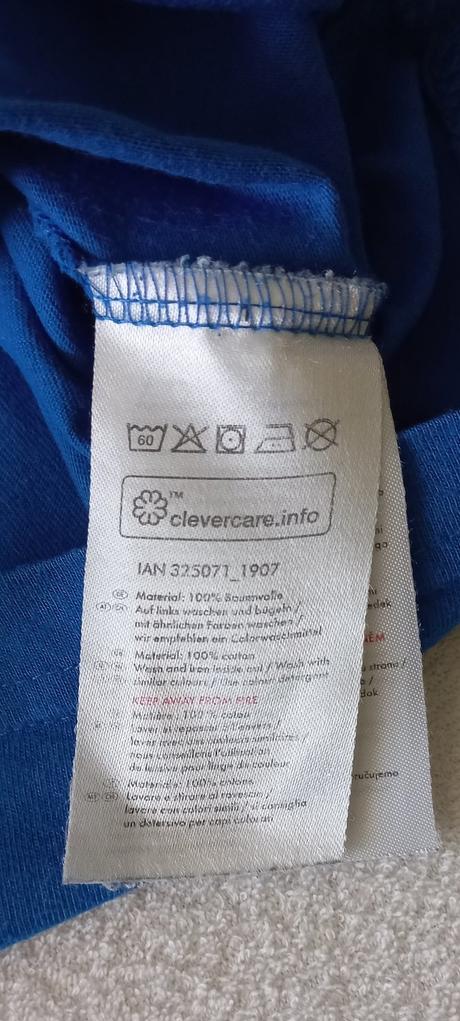 60
™
clevercare.info
IAN 325071_1907
Material: 100% Baumwolle
Auf links waschen und bügeln /
mit ähnlichen Farben waschen /
wir empfehlen ein Colorwaschmittel
Material: 100% cotton
Wash and iron inside out / Wash with
similar colours / Use colour detergent
KEEP AWAY FROM FIRE
Matière: 100% coton
Laver et repasser à l'envers /
laver avec des couleurs similaires /
nous conseillons l'utilisation
de lessive pour linge de couleur
Materiale: 100% cotone
Lavare e stirare al rovescio /
lavare con colori simili / si consiglia
un detersivo per capi colorati